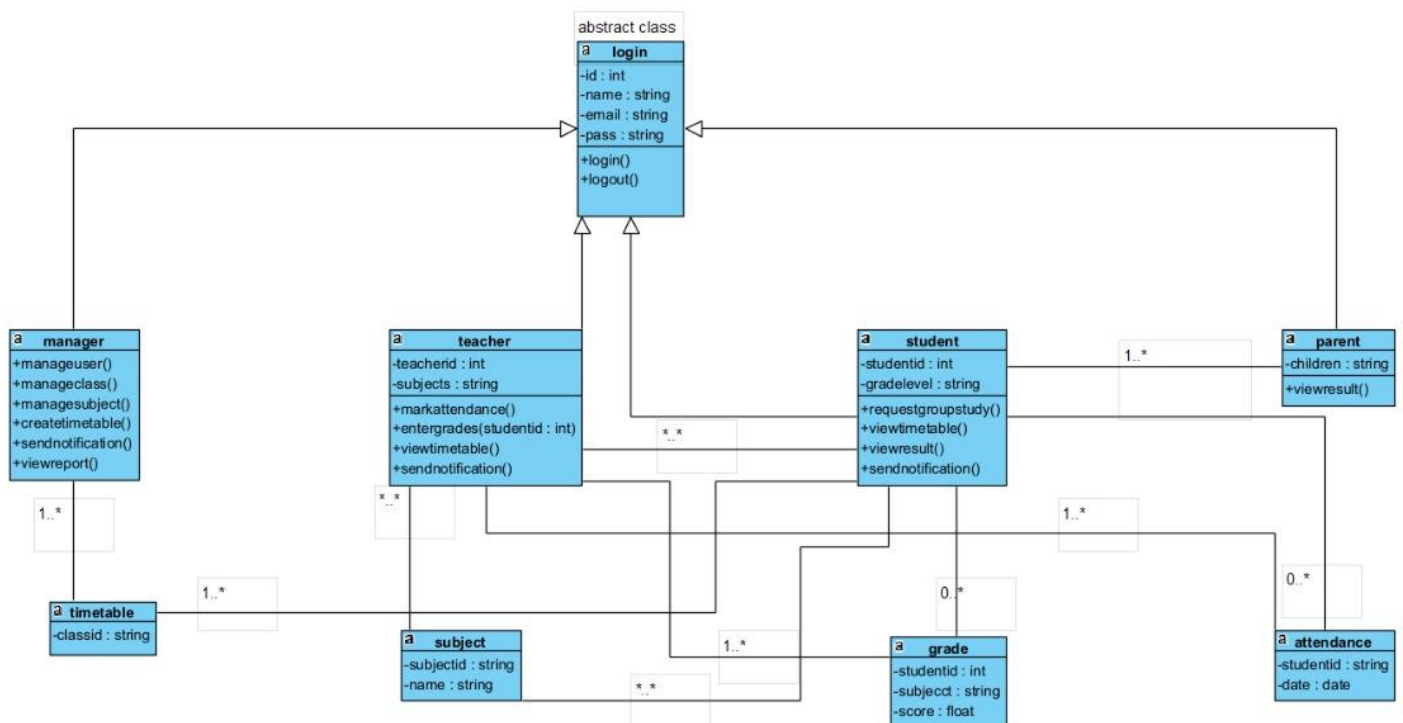 abstract class
a login
-id : int
-name : string
-email : string
-pass : string
+login()
+logout()
a manager
+manageuser()
+manageclass()
+managesubject()
+createtimetable()
+sendnotification()
+viewreport()
a teacher
-teacherid : int
-subjects : string
+markattendance()
+entergrades(studentid : int)
+viewtimetable()
+sendnotification()
a student
-studentid : int
-gradelevel : string
+requestgroupstudy()
+viewtimetable()
+viewresult()
+sendnotification()
1..*
a parent
-children : string
+viewresult()
*..*
*..*
1..*
1..*
1..*
0..*
0..*
a timetable
-classid : string
a subject
-subjectid : string
-name : string
1..*
*..*
a grade
-studentid : int
-subjecct : string
-score : float
a attendance
-studentid : string
-date : date